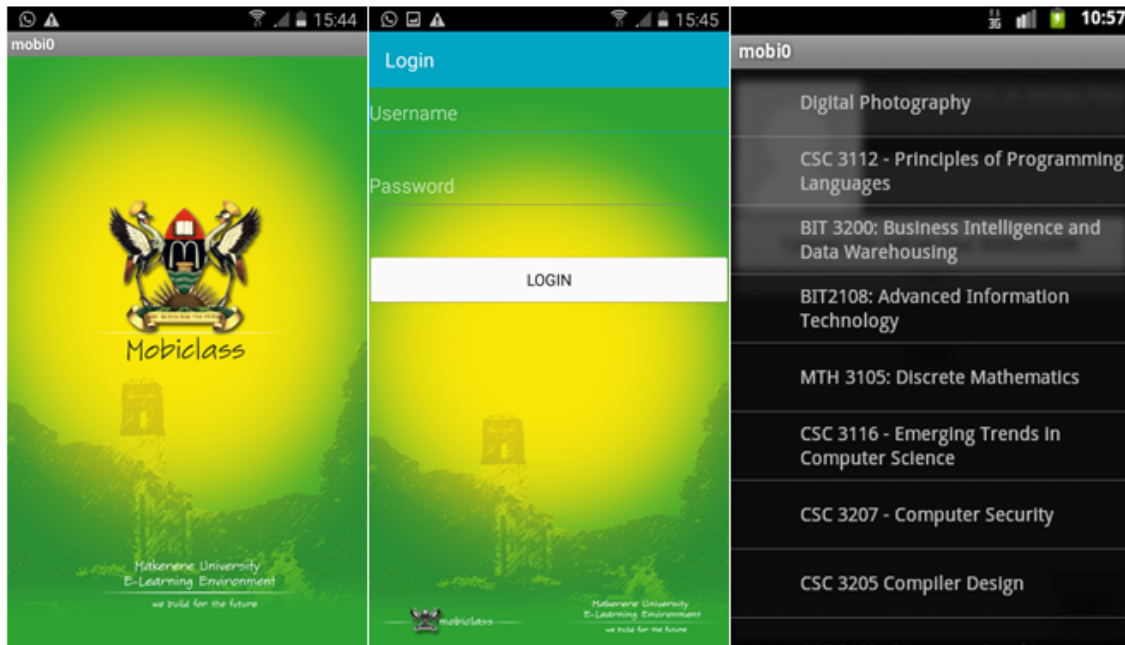 15:44
mobi0
Mobiclass
Makerere University
E-Learning Environment
we build for the future
15:45
Login
Username
Password
LOGIN
mobiclass
Makerere University
E-Learning Environment
we build for the future
3G
10:57
mobi0
Digital Photography
CSC 3112 - Principles of Programming
Languages
BIT 3200: Business Intelligence and
Data Warehousing
BIT2108: Advanced Information
Technology
MTH 3105: Discrete Mathematics
CSC 3116 - Emerging Trends in
Computer Science
CSC 3207 - Computer Security
CSC 3205 Compiler Design